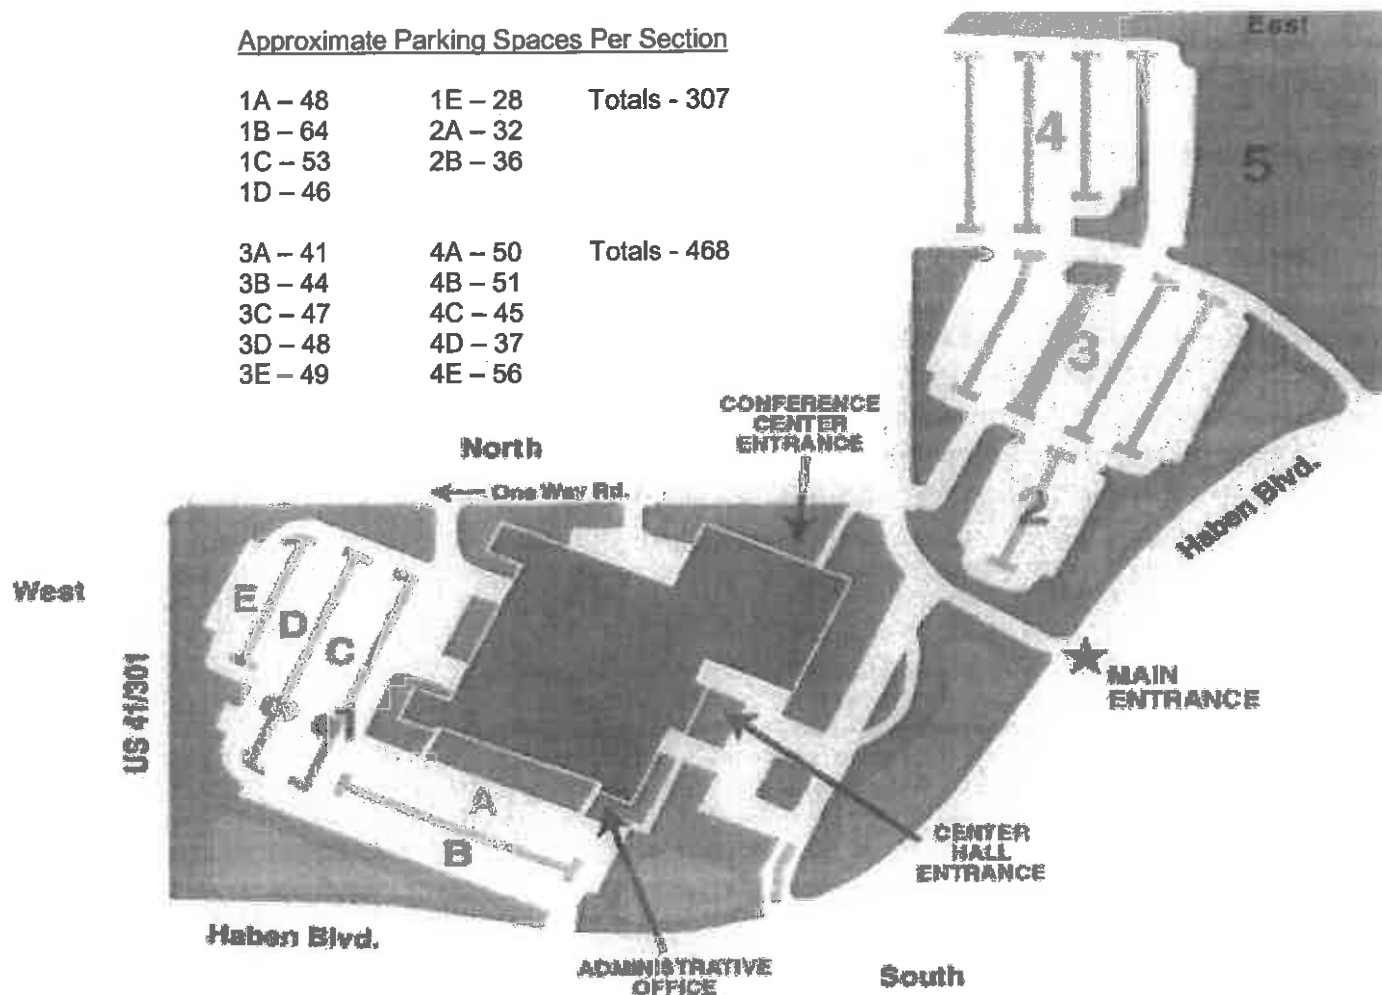 Approximate Parking Spaces Per Section
1A – 48 1E – 28 Totals - 307
1B – 64 2A – 32
1C – 53 2B – 36
1D – 46
3A – 41 4A – 50 Totals - 468
3B – 44 4B – 51
3C – 47 4C – 45
3D – 48 4D – 37
3E – 49 4E – 56
East
4
5
3
2
CONFERENCE
CENTER
ENTRANCE
North
One Way Rd.
Haben Blvd.
West
E
D
C
1
A
B
US 41/301
MAIN
ENTRANCE
CENTER
HALL
ENTRANCE
Haben Blvd.
ADMINISTRATIVE
OFFICE
South